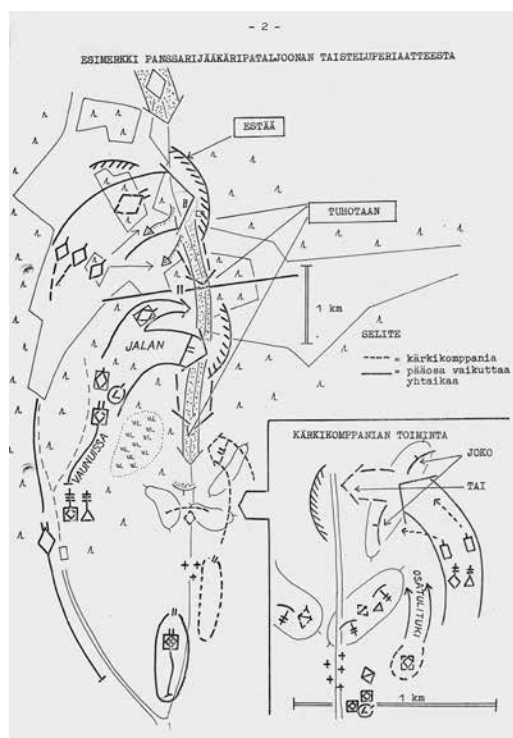 - 2 -
ESIMERKKI PANSSARIJÄÄKÄRIPATALJOONAN TAISTELUPERIAATTEESTA
ESTÄÄ
TUHOTAAN
1 km
SELITE
= kärkikomppania
= pääosa vaikuttaa
yhtaikaa
JALAN
VAUNUISSA
KÄRKIKOMPPANIAN TOIMINTA
JOKO
TAI
OSATULITUKI
1 km